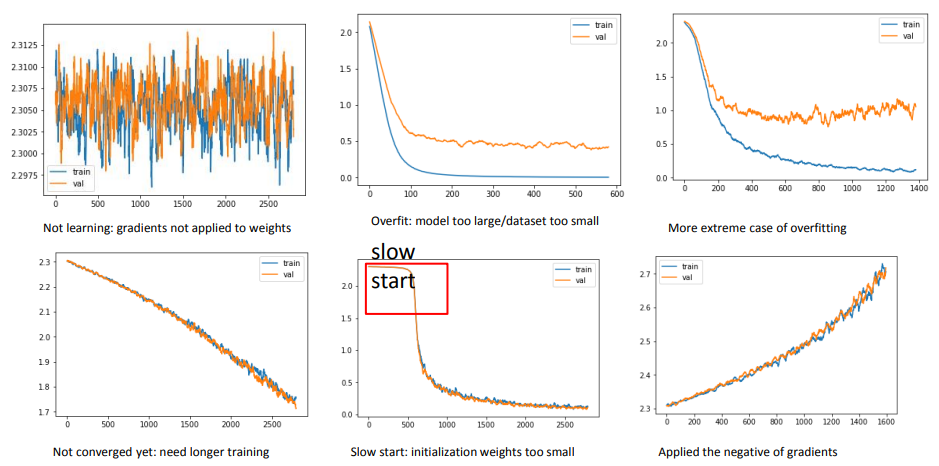 2.3125
2.3100
2.3075
2.3050
2.3025
2.3000
2.2975
train
val
0 500 1000 1500 2000 2500
Not learning: gradients not applied to weights
2.0
1.5
1.0
0.5
0.0
train
val
0 100 200 300 400 500 600
Overfit: model too large/dataset too small
2.0
1.5
1.0
0.5
0.0
train
val
0 200 400 600 800 1000 1200 1400
More extreme case of overfitting
2.3
2.2
2.1
2.0
1.9
1.8
1.7
train
val
0 500 1000 1500 2000 2500
Not converged yet: need longer training
slow
start
2.0
1.5
1.0
0.5
0.0
train
val
0 500 1000 1500 2000 2500
Slow start: initialization weights too small
2.7
2.6
2.5
2.4
2.3
train
val
0 200 400 600 800 1000 1200 1400 1600
Applied the negative of gradients